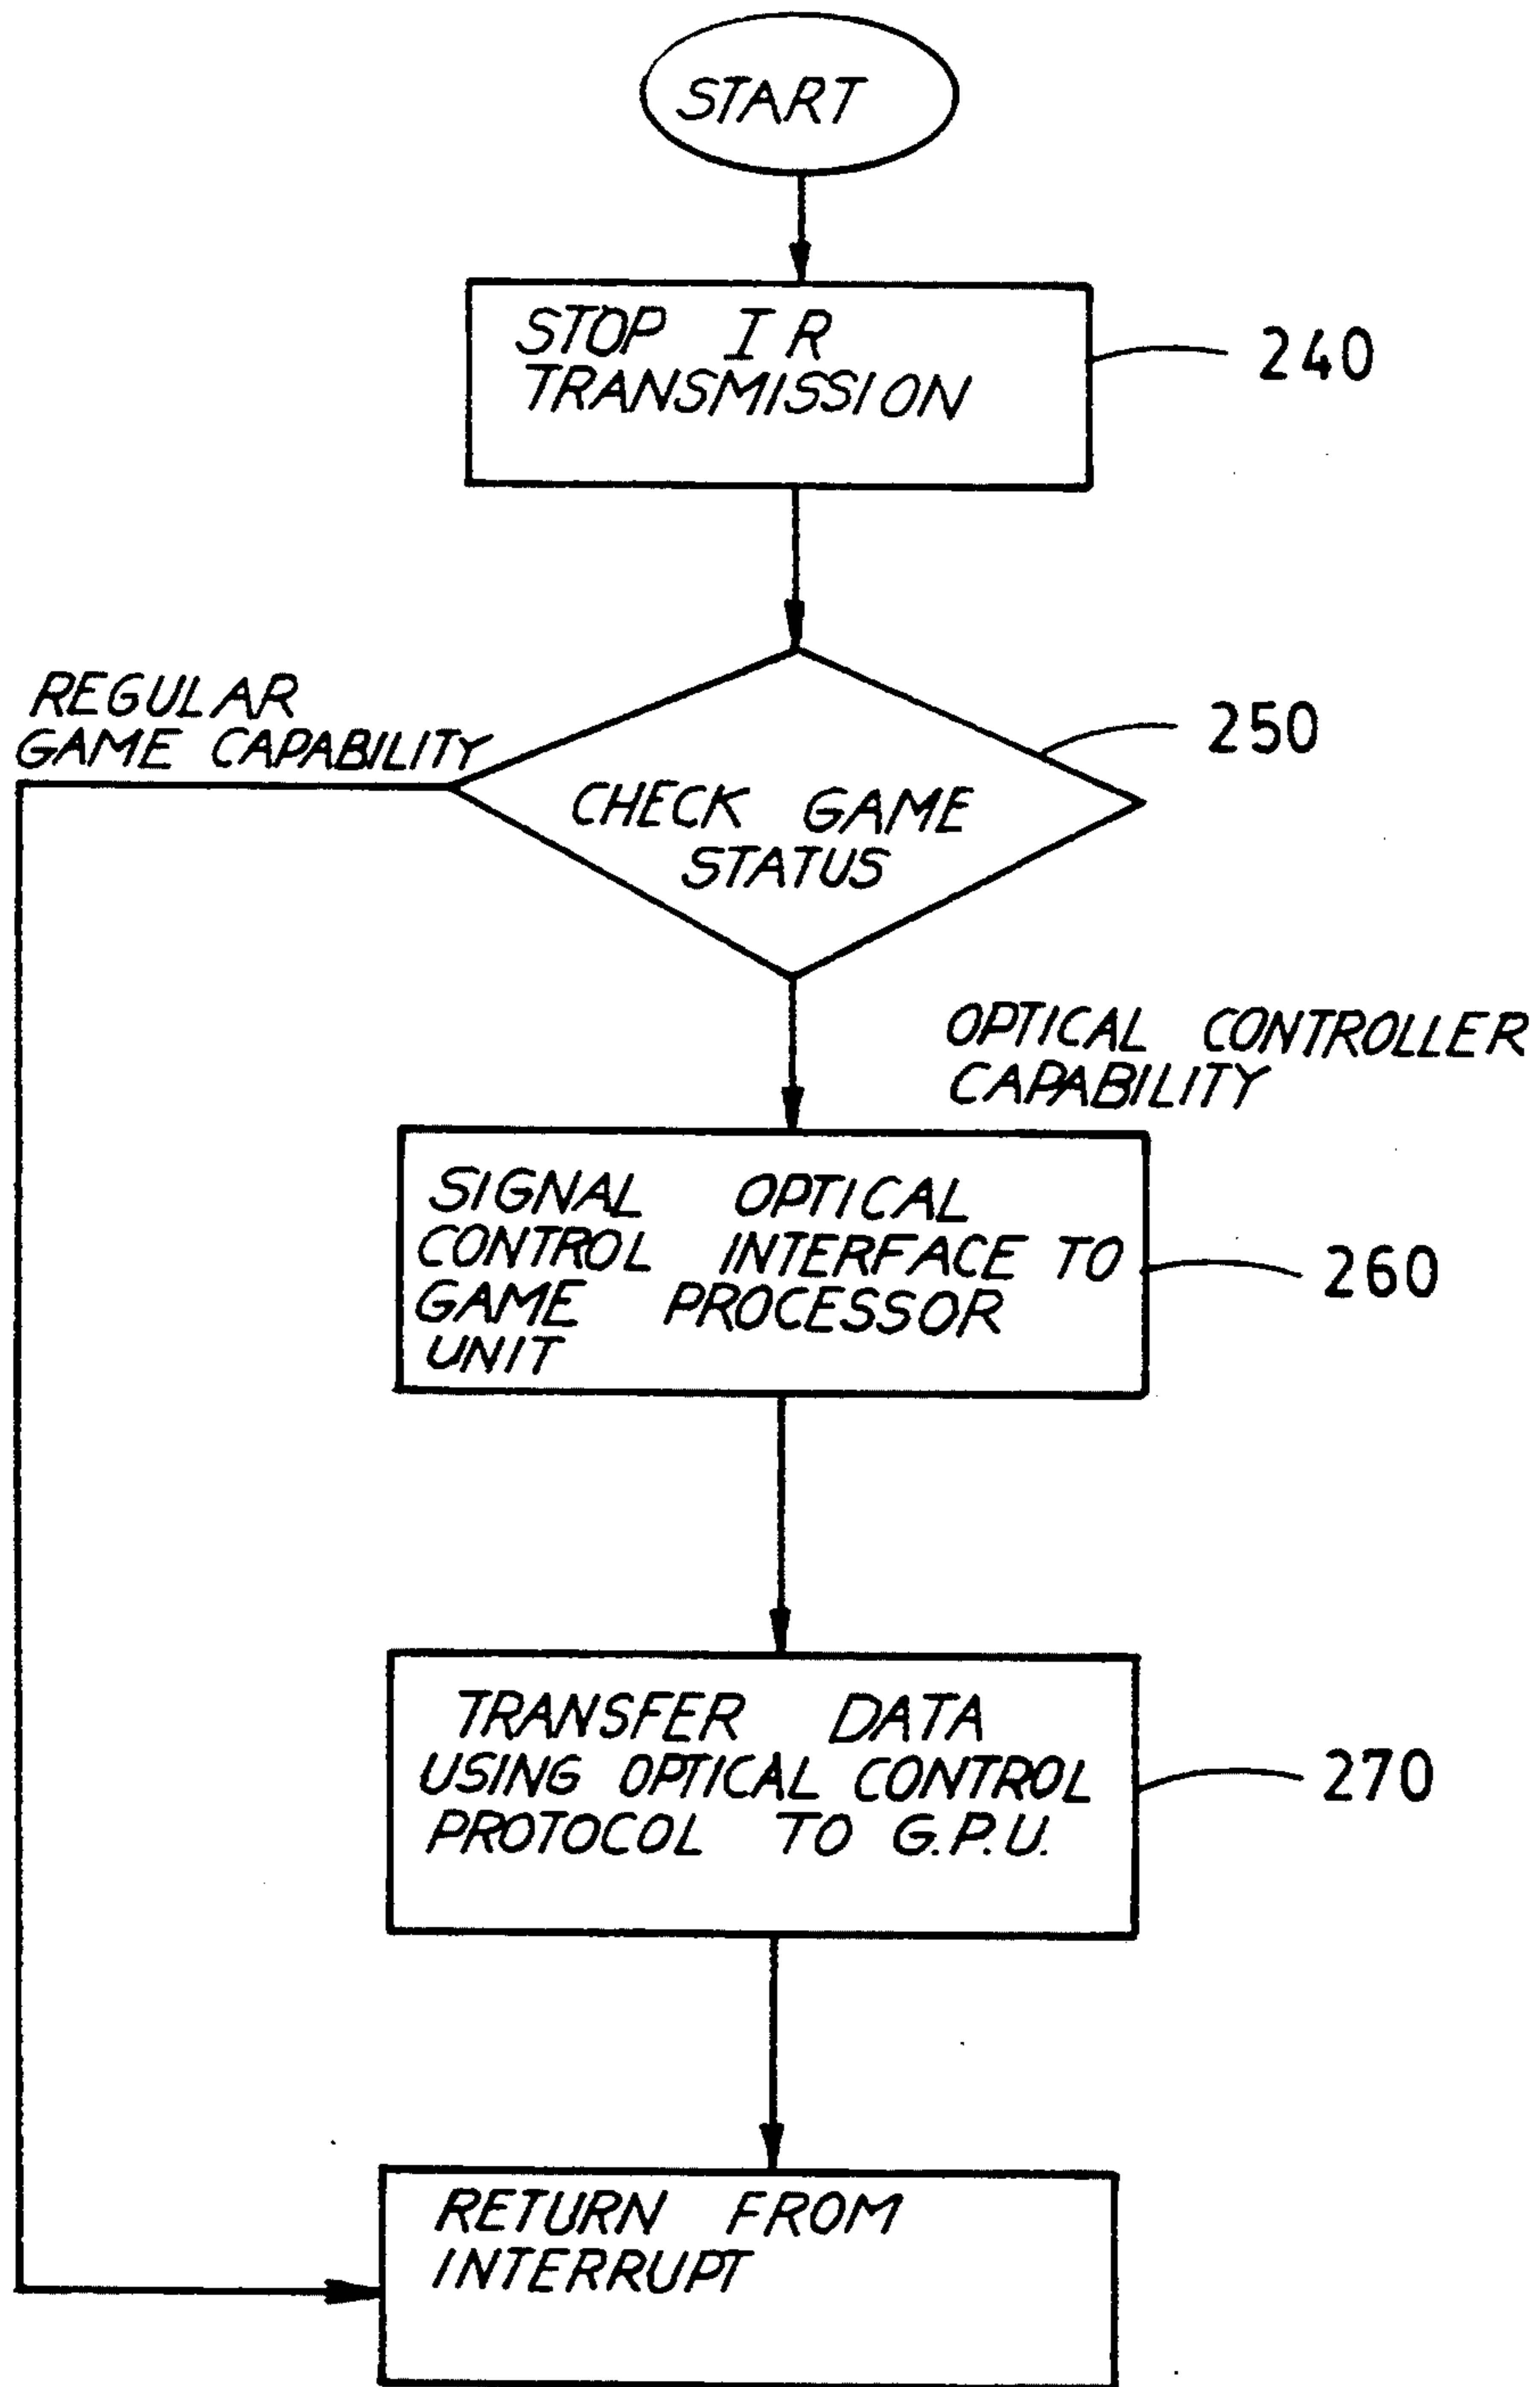 START
STOP IR
TRANSMISSION
240
REGULAR
GAME CAPABILITY
250
CHECK GAME
STATUS
OPTICAL CONTROLLER
CAPABILITY
SIGNAL OPTICAL
CONTROL INTERFACE TO
GAME PROCESSOR
UNIT
260
TRANSFER DATA
USING OPTICAL CONTROL
PROTOCOL TO G.P.U.
270
RETURN FROM
INTERRUPT